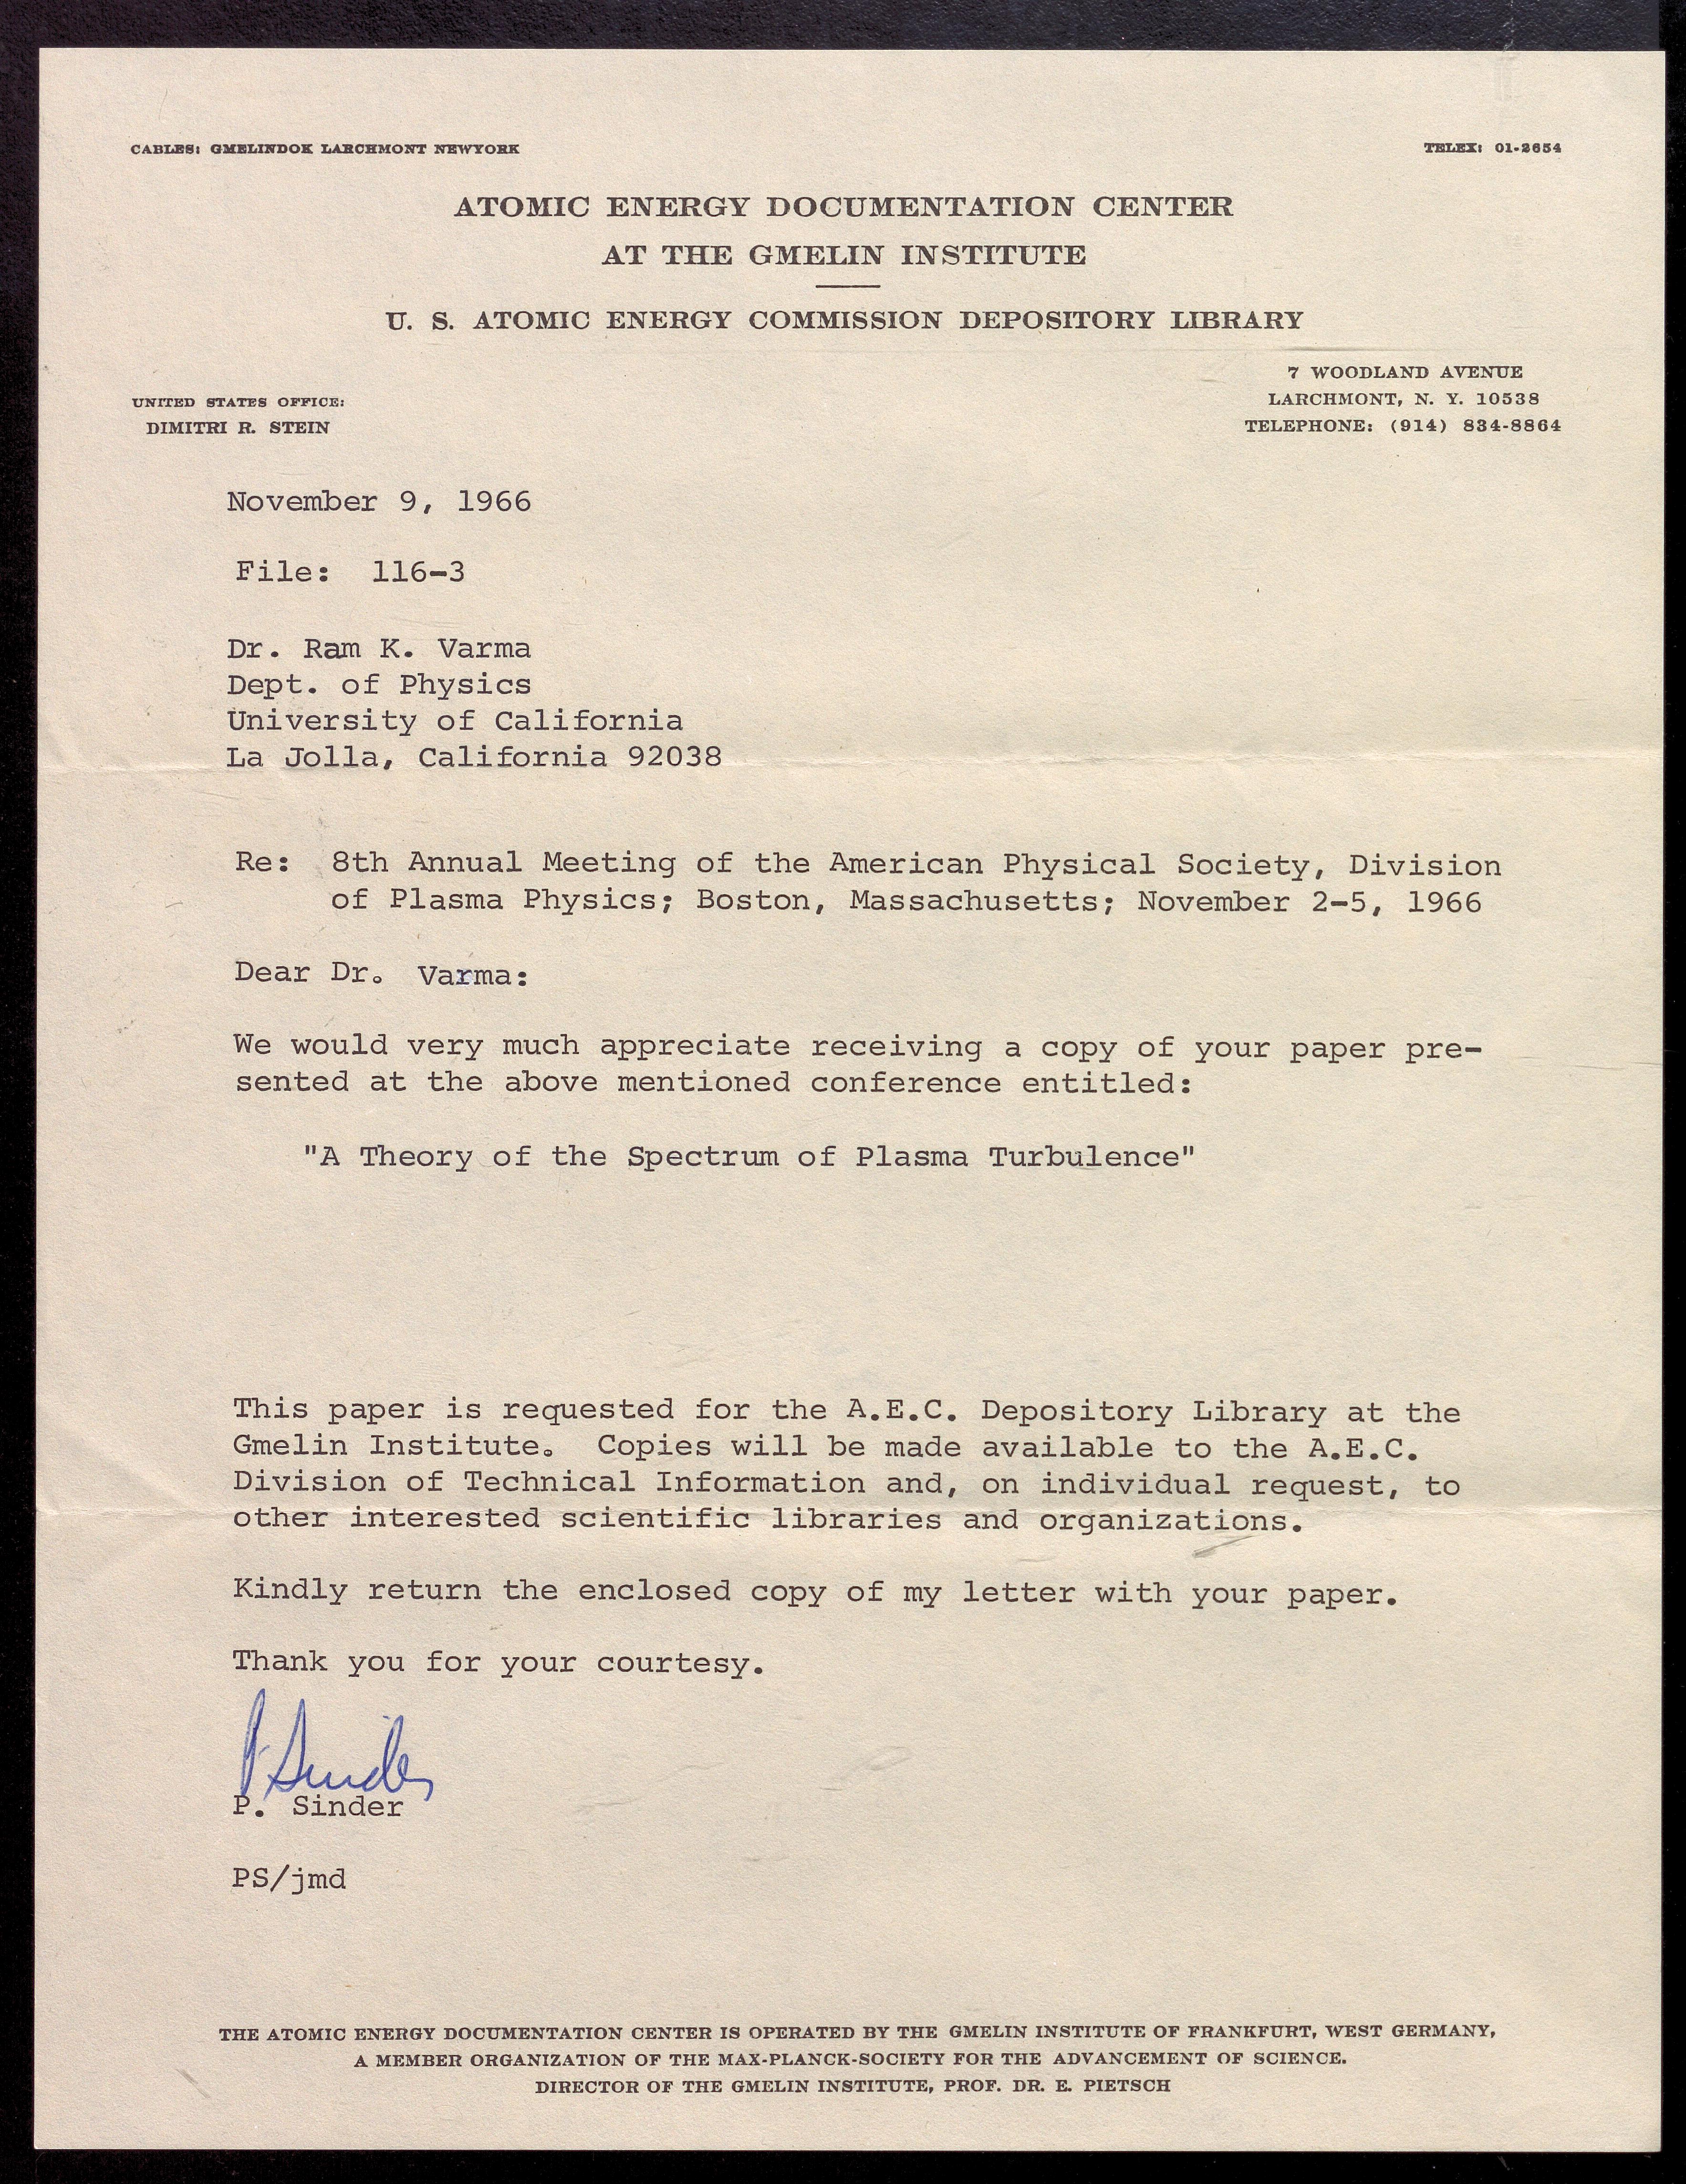 CABLES: GMELINDOK LARCHMONT NEWYORK
TELEX: 01-2654
ATOMIC ENERGY DOCUMENTATION CENTER
AT THE GMELIN INSTITUTE
U. S. ATOMIC ENERGY COMMISSION DEPOSITORY LIBRARY
7 WOODLAND AVENUE
LARCHMONT, N. Y. 10538
TELEPHONE: (914) 834-8864
UNITED STATES OFFICE:
DIMITRI R. STEIN
November 9, 1966
File: 116-3
Dr. Ram K. Varma
Dept. of Physics
University of California
La Jolla, California 92038
Re: 8th Annual Meeting of the American Physical Society, Division
of Plasma Physics; Boston, Massachusetts; November 2-5, 1966
Dear Dr. Varma:
We would very much appreciate receiving a copy of your paper pre-
sented at the above mentioned conference entitled:
"A Theory of the Spectrum of Plasma Turbulence"
This paper is requested for the A.E.C. Depository Library at the
Gmelin Institute. Copies will be made available to the A.E.C.
Division of Technical Information and, on individual request, to
other interested scientific libraries and organizations.
Kindly return the enclosed copy of my letter with your paper.
Thank you for your courtesy.
P Sinder
P. Sinder
PS/jmd
THE ATOMIC ENERGY DOCUMENTATION CENTER IS OPERATED BY THE GMELIN INSTITUTE OF FRANKFURT, WEST GERMANY,
A MEMBER ORGANIZATION OF THE MAX-PLANCK-SOCIETY FOR THE ADVANCEMENT OF SCIENCE.
DIRECTOR OF THE GMELIN INSTITUTE, PROF. DR. E. PIETSCH